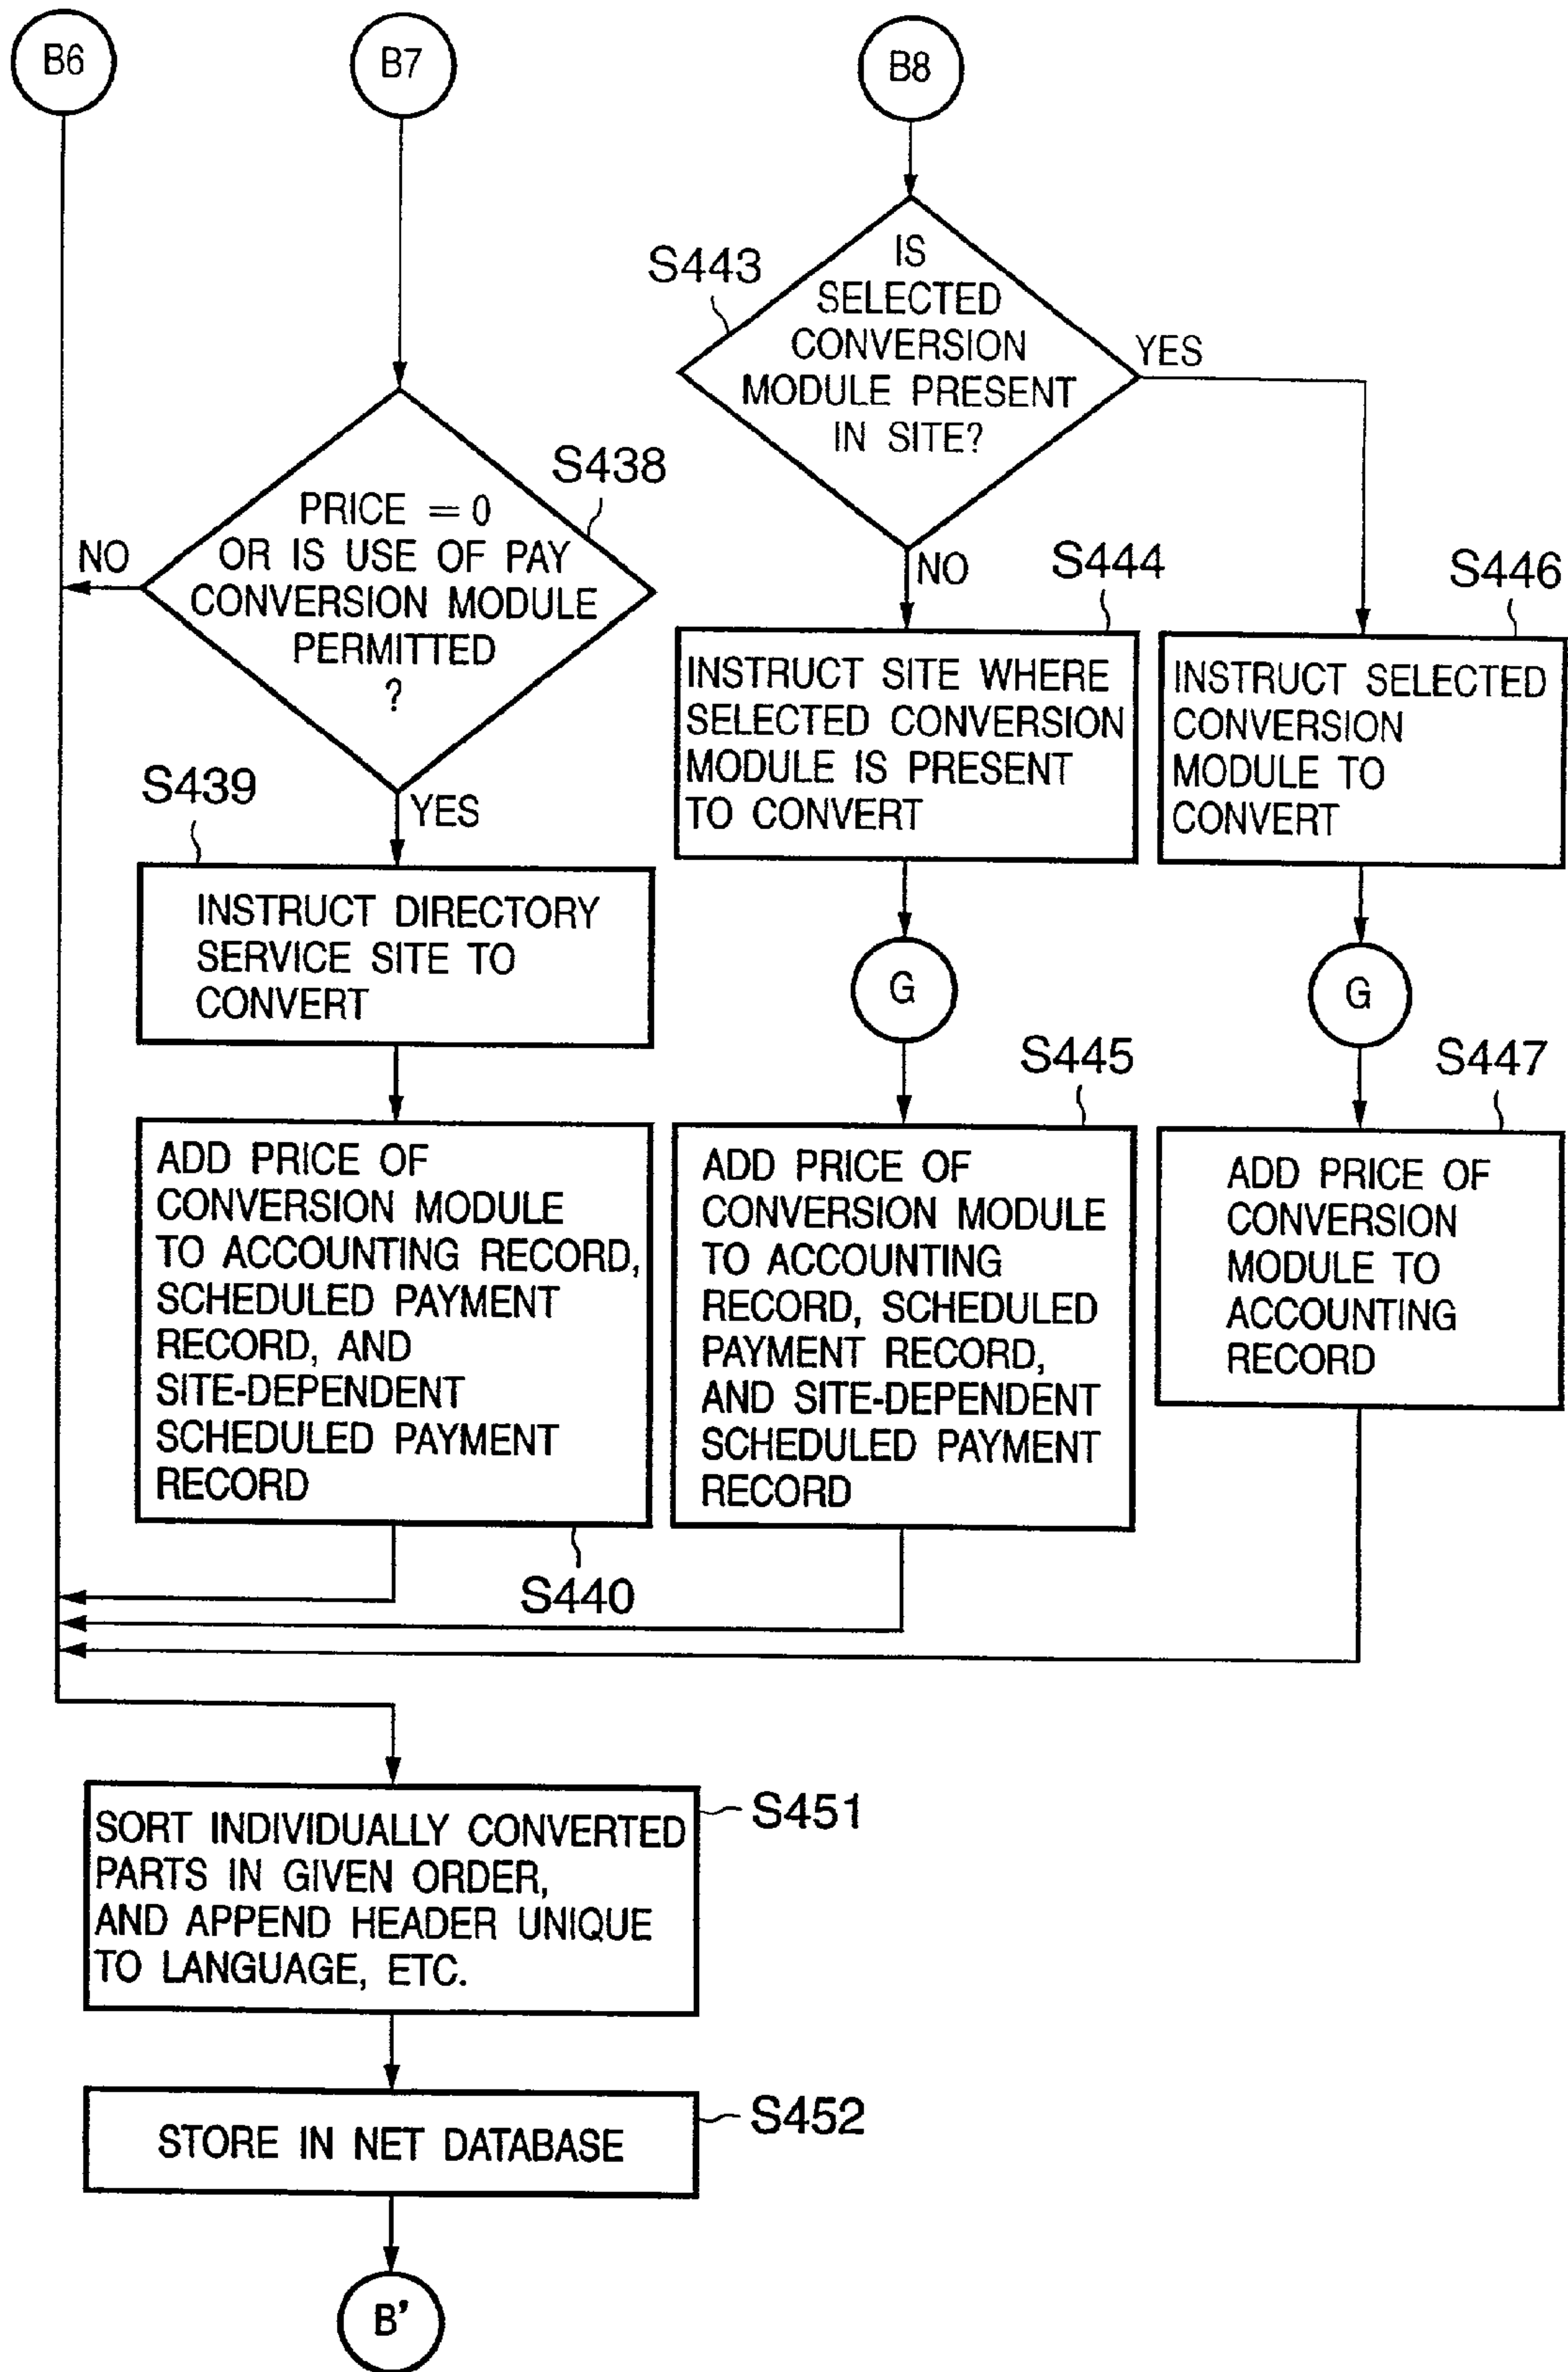 B6
B7
B8
S443
IS
SELECTED
CONVERSION
MODULE PRESENT
IN SITE?
YES
NO
S438
PRICE = 0
OR IS USE OF PAY
CONVERSION MODULE
PERMITTED
?
NO
YES
S444
INSTRUCT SITE WHERE
SELECTED CONVERSION
MODULE IS PRESENT
TO CONVERT
S446
INSTRUCT SELECTED
CONVERSION
MODULE TO
CONVERT
S439
INSTRUCT DIRECTORY
SERVICE SITE TO
CONVERT
G
G
S440
ADD PRICE OF
CONVERSION MODULE
TO ACCOUNTING RECORD,
SCHEDULED PAYMENT
RECORD, AND
SITE-DEPENDENT
SCHEDULED PAYMENT
RECORD
S445
ADD PRICE OF
CONVERSION MODULE
TO ACCOUNTING
RECORD, SCHEDULED
PAYMENT RECORD,
AND SITE-DEPENDENT
SCHEDULED PAYMENT
RECORD
S447
ADD PRICE OF
CONVERSION
MODULE TO
ACCOUNTING
RECORD
S451
SORT INDIVIDUALLY CONVERTED
PARTS IN GIVEN ORDER,
AND APPEND HEADER UNIQUE
TO LANGUAGE, ETC.
S452
STORE IN NET DATABASE
B'